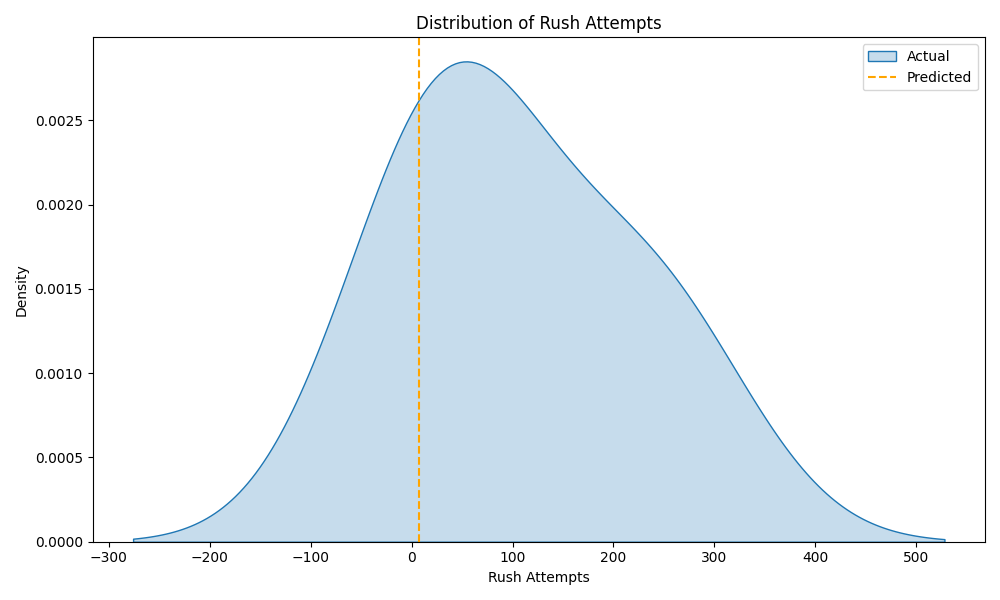 Distribution of Rush Attempts
Actual
Predicted
Density
0.0025
0.0020
0.0015
0.0010
0.0005
0.0000
−300 −200 −100 0 100 200 300 400 500
Rush Attempts